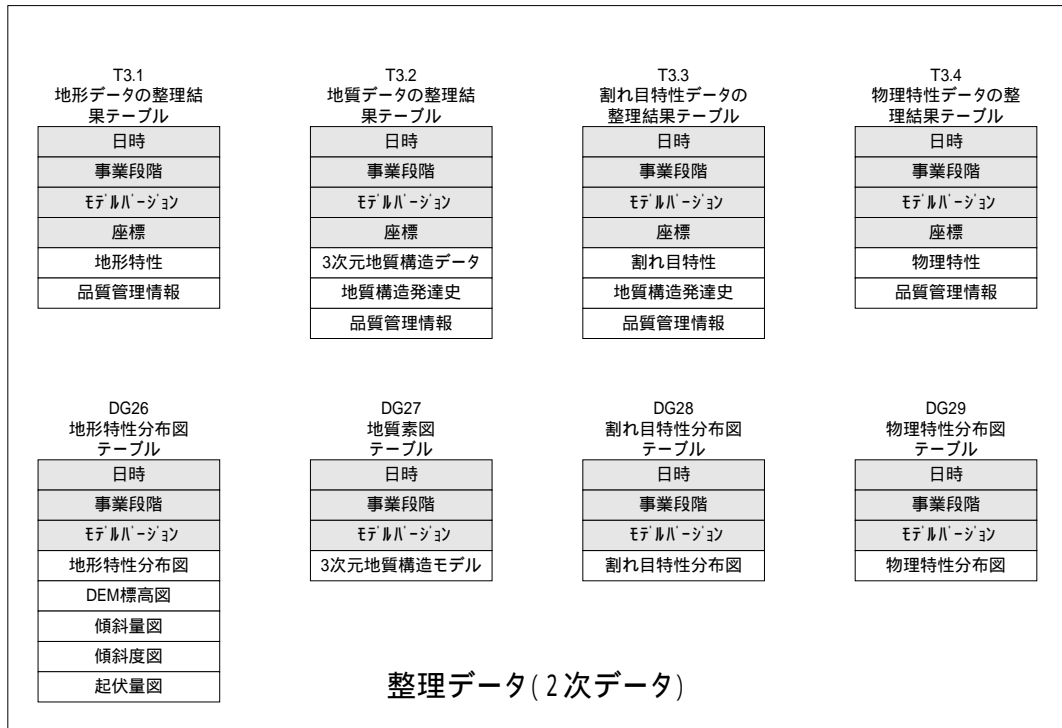 T3.1
地形データの整理結
果テーブル
日時
事業段階
ﾓﾃﾞﾙﾊﾞｰｼﾞｮﾝ
座標
地形特性
品質管理情報
T3.2
地質データの整理結
果テーブル
日時
事業段階
ﾓﾃﾞﾙﾊﾞｰｼﾞｮﾝ
座標
3次元地質構造データ
地質構造発達史
品質管理情報
T3.3
割れ目特性データの
整理結果テーブル
日時
事業段階
ﾓﾃﾞﾙﾊﾞｰｼﾞｮﾝ
座標
割れ目特性
地質構造発達史
品質管理情報
T3.4
物理特性データの整
理結果テーブル
日時
事業段階
ﾓﾃﾞﾙﾊﾞｰｼﾞｮﾝ
座標
物理特性
品質管理情報
DG26
地形特性分布図
テーブル
日時
事業段階
ﾓﾃﾞﾙﾊﾞｰｼﾞｮﾝ
地形特性分布図
DEM標高図
傾斜量図
傾斜度図
起伏量図
DG27
地質素図
テーブル
日時
事業段階
ﾓﾃﾞﾙﾊﾞｰｼﾞｮﾝ
3次元地質構造モデル
DG28
割れ目特性分布図
テーブル
日時
事業段階
ﾓﾃﾞﾙﾊﾞｰｼﾞｮﾝ
割れ目特性分布図
DG29
物理特性分布図
テーブル
日時
事業段階
ﾓﾃﾞﾙﾊﾞｰｼﾞｮﾝ
物理特性分布図
整理データ(2次データ)